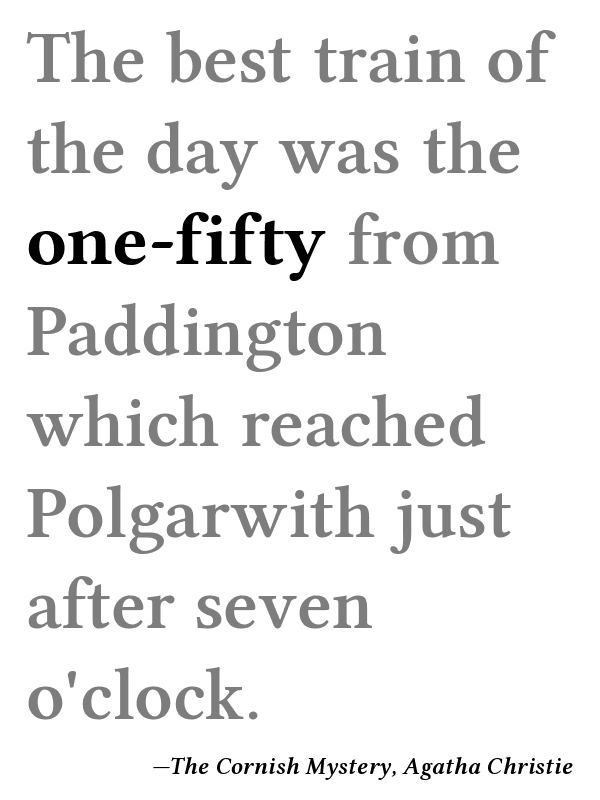 The best train of
the day was the
one-fifty from
Paddington
which reached
Polgarwith just
after seven
o'clock.
—The Cornish Mystery, Agatha Christie